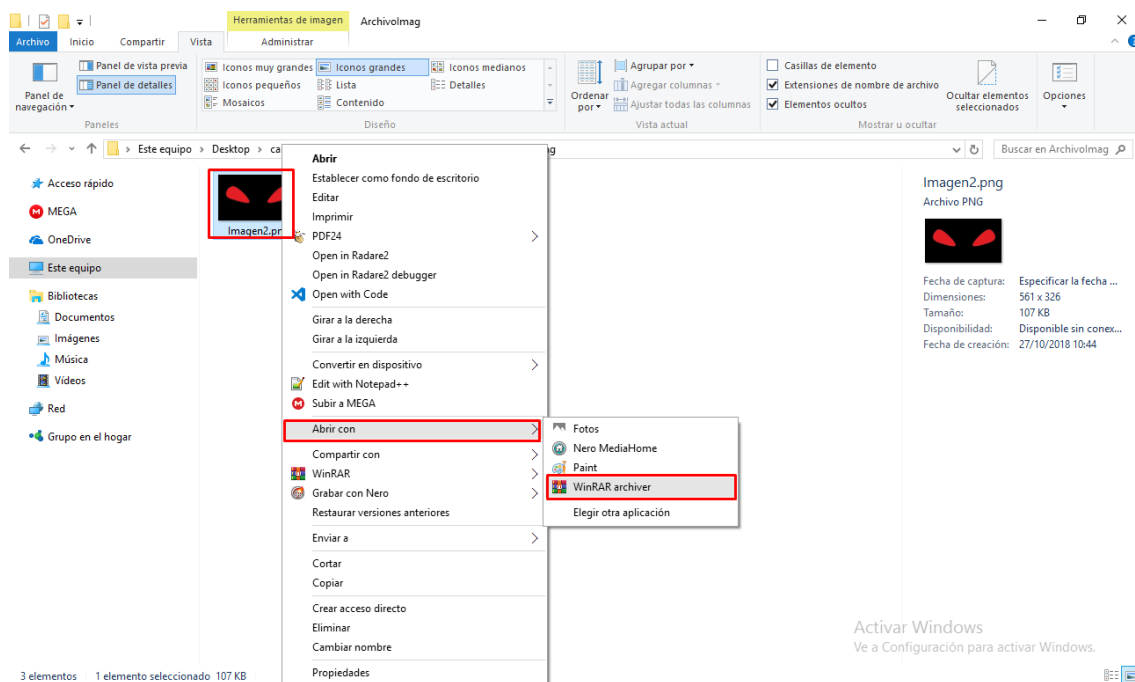 Herramientas de imagen
ArchivoImag
Archivo
Inicio
Compartir
Vista
Administrar
Panel de navegación
Panel de vista previa
Panel de detalles
Paneles
Iconos muy grandes
Iconos grandes
Iconos medianos
Iconos pequeños
Lista
Detalles
Mosaicos
Contenido
Diseño
Ordenar por
Agrupar por
Agregar columnas
Ajustar todas las columnas
Vista actual
Casillas de elemento
Extensiones de nombre de archivo
Elementos ocultos
Ocultar elementos seleccionados
Mostrar u ocultar
Opciones
Este equipo
Desktop
ca
ng
Buscar en ArchivoImag
Acceso rápido
MEGA
OneDrive
Este equipo
Bibliotecas
Documentos
Imágenes
Música
Vídeos
Red
Grupo en el hogar
Imagen2.pr
Abrir
Establecer como fondo de escritorio
Editar
Imprimir
PDF24
Open in Radare2
Open in Radare2 debugger
Open with Code
Girar a la derecha
Girar a la izquierda
Convertir en dispositivo
Edit with Notepad++
Subir a MEGA
Abrir con
Compartir con
WinRAR
Grabar con Nero
Restaurar versiones anteriores
Enviar a
Cortar
Copiar
Crear acceso directo
Eliminar
Cambiar nombre
Propiedades
Fotos
Nero MediaHome
Paint
WinRAR archiver
Elegir otra aplicación
Imagen2.png
Archivo PNG
Fecha de captura: Especificar la fecha ...
Dimensiones: 561 x 326
Tamaño: 107 KB
Disponibilidad: Disponible sin conex...
Fecha de creación: 27/10/2018 10:44
Activar Windows
Ve a Configuración para activar Windows.
3 elementos
1 elemento seleccionado 107 KB